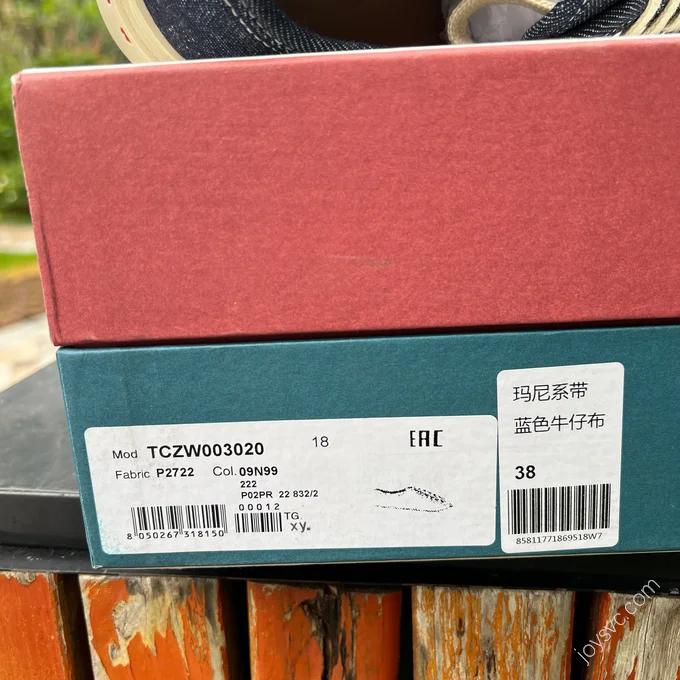 Mod TCZW003020 18 EAC
Fabric P2722 Col. 09N99
222
P02PR 22 832/2
00012
TG.
xy.
8 050267 318150
玛尼系带
蓝色牛仔布
38
85811771869518W7
joysvc.com